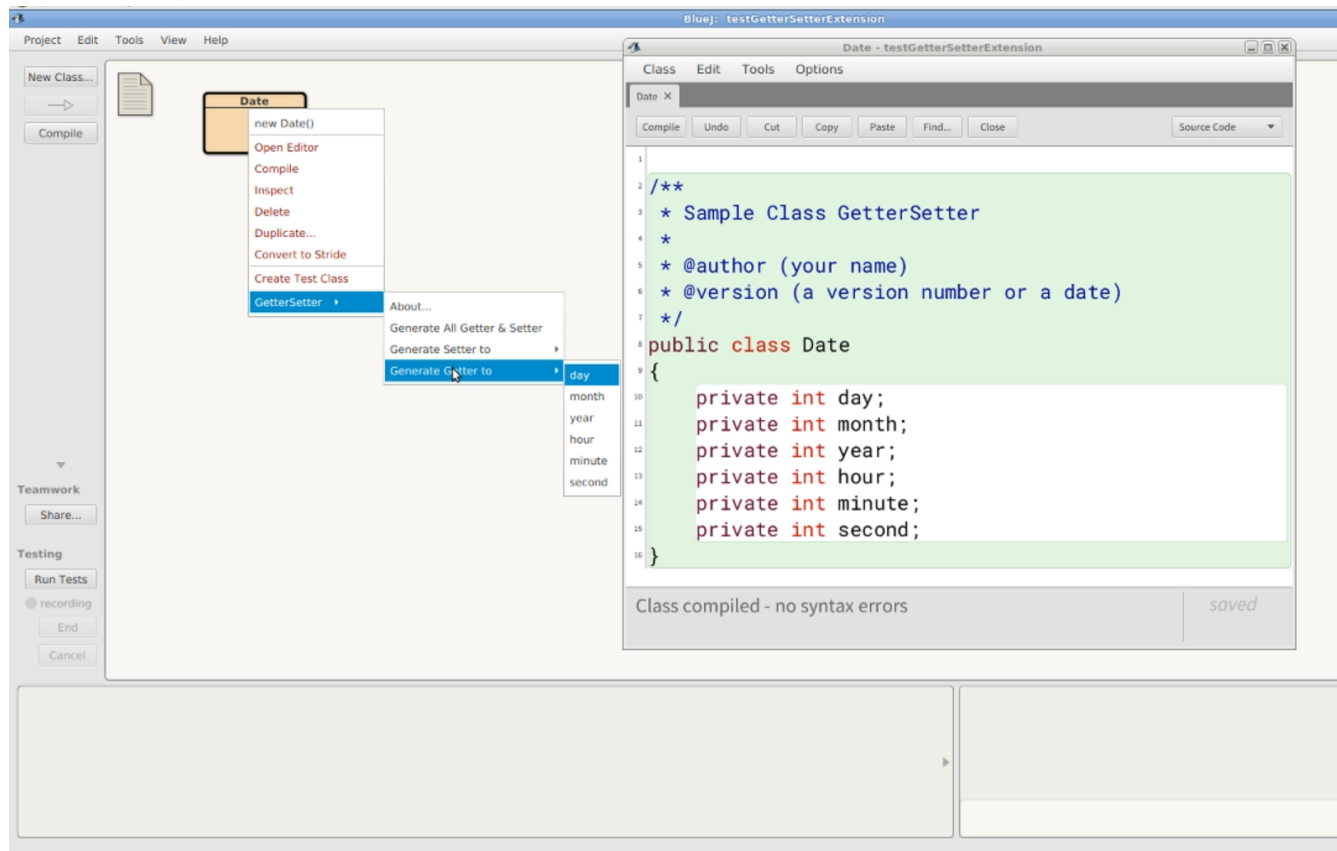 BlueJ: testGetterSetterExtension
Project Edit Tools View Help
New Class...
Compile
Date
new Date()
Open Editor
Compile
Inspect
Delete
Duplicate...
Convert to Stride
Create Test Class
GetterSetter
About...
Generate All Getter & Setter
Generate Setter to
Generate Getter to
day
month
year
hour
minute
second
Teamwork
Share...
Testing
Run Tests
recording
End
Cancel
Date - testGetterSetterExtension
Class Edit Tools Options
Date X
Compile Undo Cut Copy Paste Find... Close Source Code
1
2 /**
3 * Sample Class GetterSetter
4 *
5 * @author (your name)
6 * @version (a version number or a date)
7 */
8 public class Date
9 {
10 private int day;
11 private int month;
12 private int year;
13 private int hour;
14 private int minute;
15 private int second;
16 }
Class compiled - no syntax errors
saved